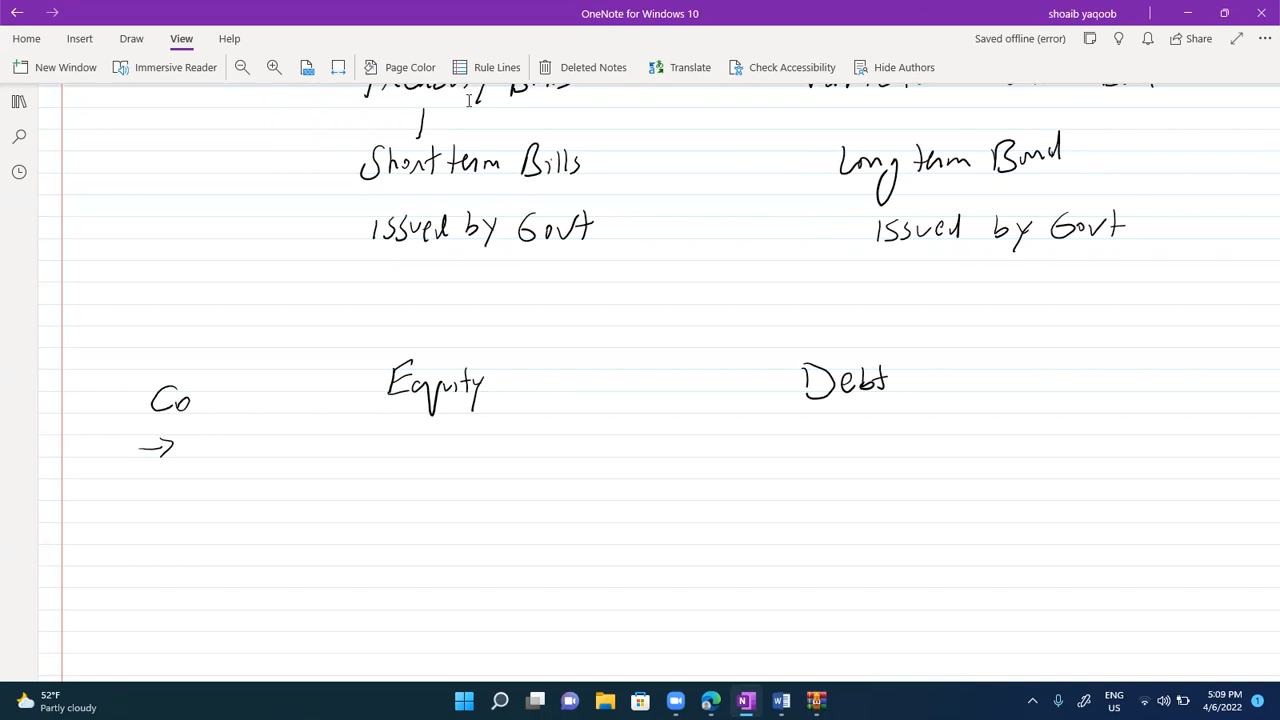 OneNote for Windows 10
shoaib yaqoob
Home Insert Draw View Help
Saved offline (error)
Share
New Window Immersive Reader Page Color Rule Lines Deleted Notes Translate Check Accessibility Hide Authors
Bills
Short term Bills Long term Bond
Issued by Govt Issued by Govt
Equity Debt
Co
→
52°F
Partly cloudy
ENG
US
5:09 PM
4/6/2022
1